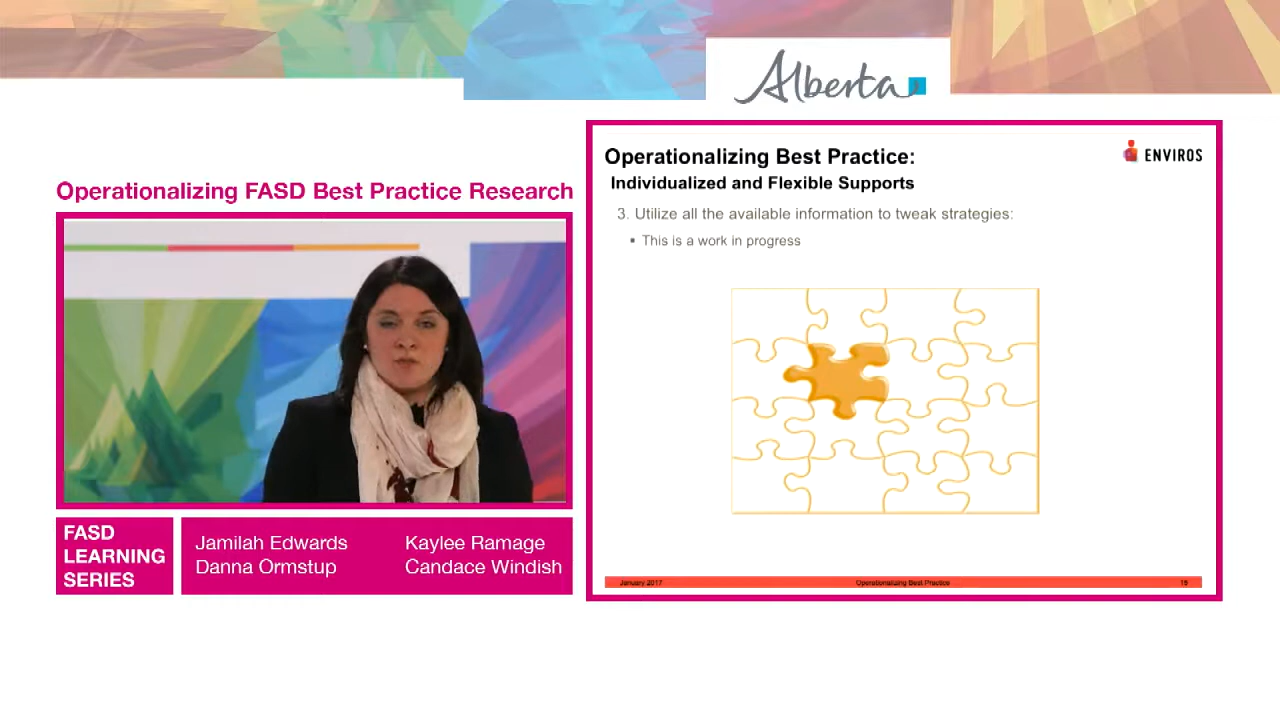 Alberta
Operationalizing FASD Best Practice Research
FASD
LEARNING
SERIES
Jamilah Edwards
Danna Ormstup
Kaylee Ramage
Candace Windish
Operationalizing Best Practice:
ENVIROS
Individualized and Flexible Supports
3. Utilize all the available information to tweak strategies:
▪ This is a work in progress
January 2017
Operationalizing Best Practice